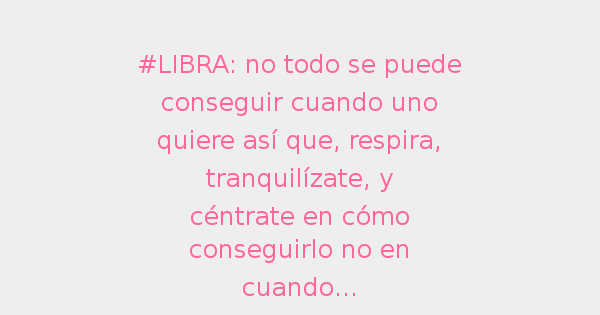 #LIBRA: no todo se puede
conseguir cuando uno
quiere así que, respira,
tranquilízate, y
céntrate en cómo
conseguirlo no en
cuando...